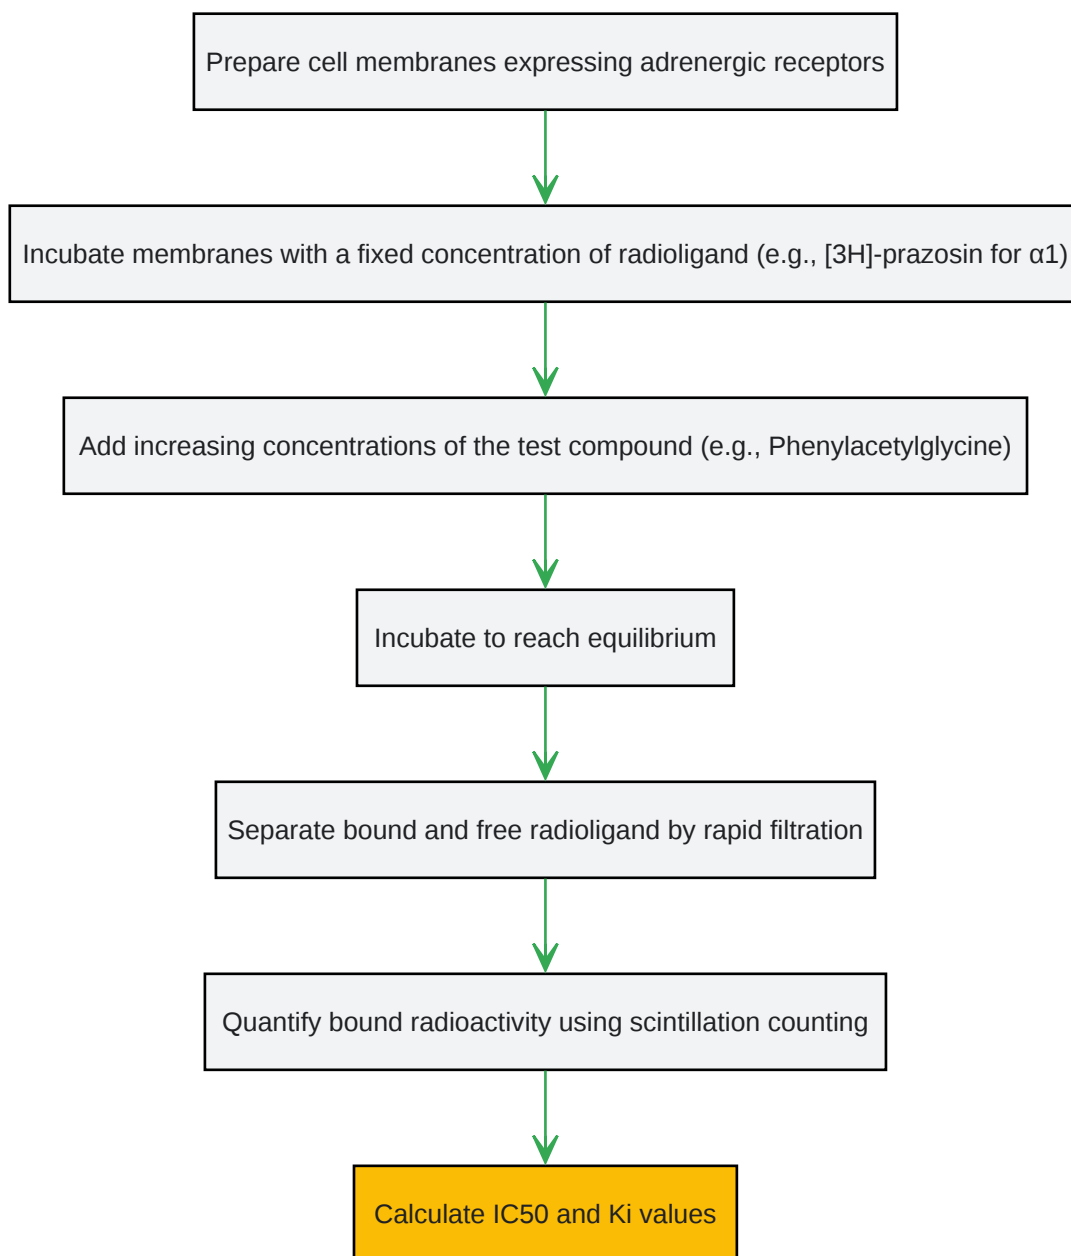 Prepare cell membranes expressing adrenergic receptors
Incubate membranes with a fixed concentration of radioligand (e.g., [3H]-prazosin for α1)
Add increasing concentrations of the test compound (e.g., Phenylacetylglycine)
Incubate to reach equilibrium
Separate bound and free radioligand by rapid filtration
Quantify bound radioactivity using scintillation counting
Calculate IC50 and Ki values